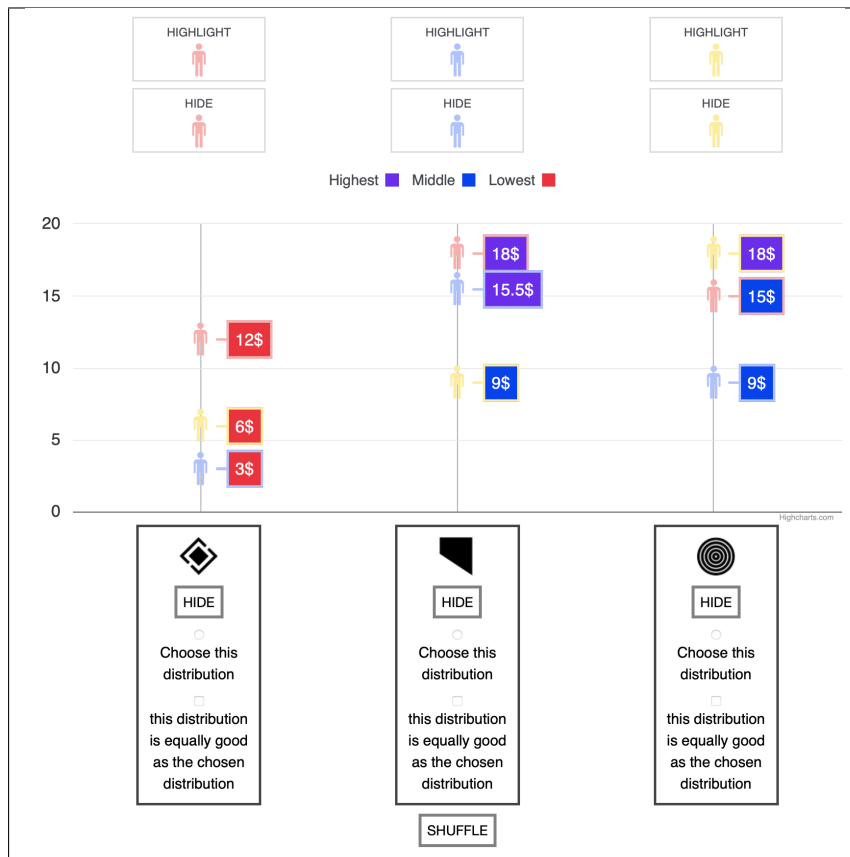 HIGHLIGHT HIGHLIGHT HIGHLIGHT
HIDE HIDE HIDE
Highest Middle Lowest
20
15
10
5
0
12$
6$
3$
18$
15.5$
9$
18$
15$
9$
Highcharts.com
HIDE
Choose this
distribution
this distribution
is equally good
as the chosen
distribution
HIDE
Choose this
distribution
this distribution
is equally good
as the chosen
distribution
HIDE
Choose this
distribution
this distribution
is equally good
as the chosen
distribution
SHUFFLE